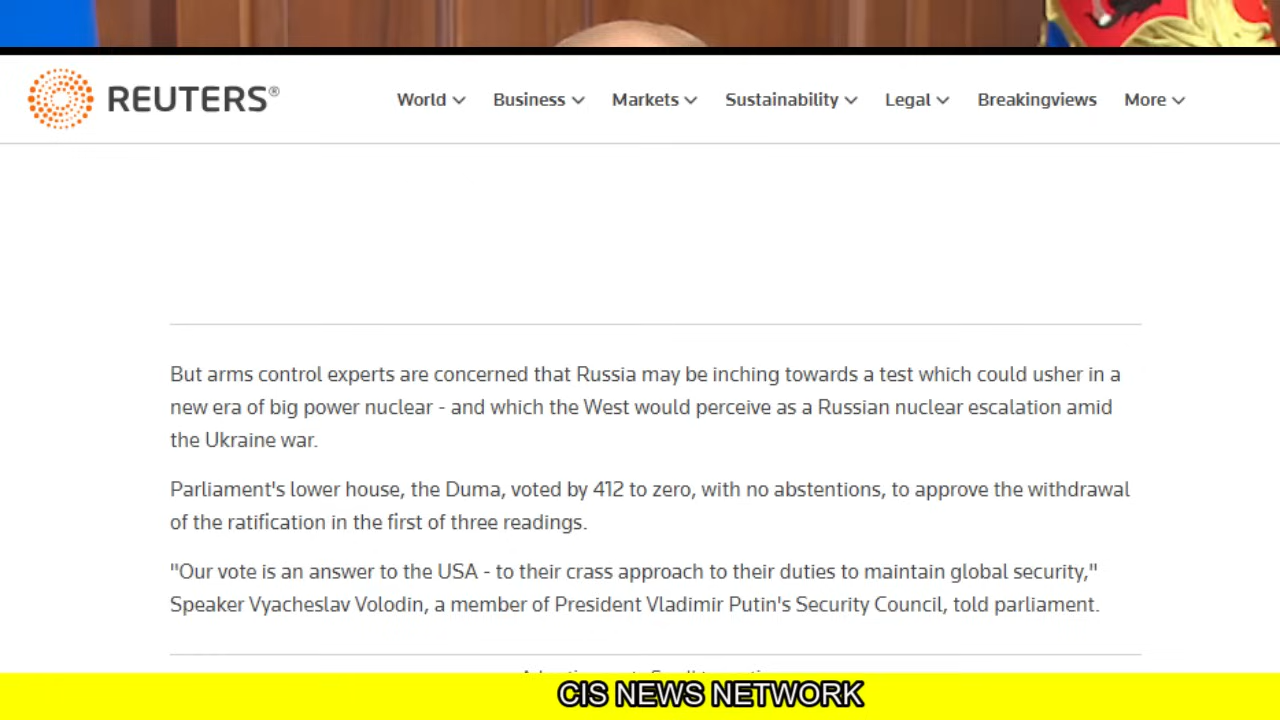 REUTERS®
World Business Markets Sustainability Legal Breakingviews More
But arms control experts are concerned that Russia may be inching towards a test which could usher in a
new era of big power nuclear - and which the West would perceive as a Russian nuclear escalation amid
the Ukraine war.
Parliament's lower house, the Duma, voted by 412 to zero, with no abstentions, to approve the withdrawal
of the ratification in the first of three readings.
"Our vote is an answer to the USA - to their crass approach to their duties to maintain global security,"
Speaker Vyacheslav Volodin, a member of President Vladimir Putin's Security Council, told parliament.
CIS NEWS NETWORK